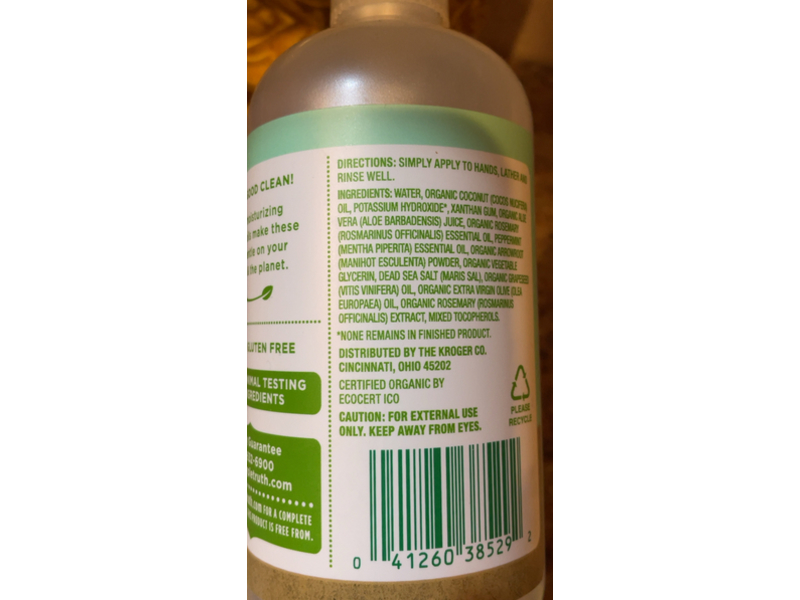 OOD CLEAN!
make these
on your
the planet.
GLUTEN FREE
TESTING
Guarantee
-6900
truth.com
.com FOR A COMPLETE
PRODUCT IS FREE FROM.
DIRECTIONS: SIMPLY APPLY TO HANDS, LATHER AND
RINSE WELL.
INGREDIENTS: WATER, ORGANIC COCONUT (COCOS NUCIFERA)
OIL, POTASSIUM HYDROXIDE*, XANTHAN GUM, ORGANIC ALOE
VERA (ALOE BARBADENSIS) JUICE, ORGANIC ROSEMARY
(ROSMARINUS OFFICINALIS) ESSENTIAL OIL, PEPPERMINT
(MENTHA PIPERITA) ESSENTIAL OIL, ORGANIC ARROWROOT
(MANIHOT ESCULENTA) POWDER, ORGANIC VEGETABLE
GLYCERIN, DEAD SEA SALT (MARIS SAL), ORGANIC GRAPESEED
(VITIS VINIFERA) OIL, ORGANIC EXTRA VIRGIN OLIVE (OLEA
EUROPAEA) OIL, ORGANIC ROSEMARY (ROSMARINUS
OFFICINALIS) EXTRACT, MIXED TOCOPHEROLS.
*NONE REMAINS IN FINISHED PRODUCT.
DISTRIBUTED BY THE KROGER CO.
CINCINNATI, OHIO 45202
CERTIFIED ORGANIC BY
ECOCERT ICO
CAUTION: FOR EXTERNAL USE
ONLY. KEEP AWAY FROM EYES.
PLEASE
RECYCLE
0 41260 38529 2